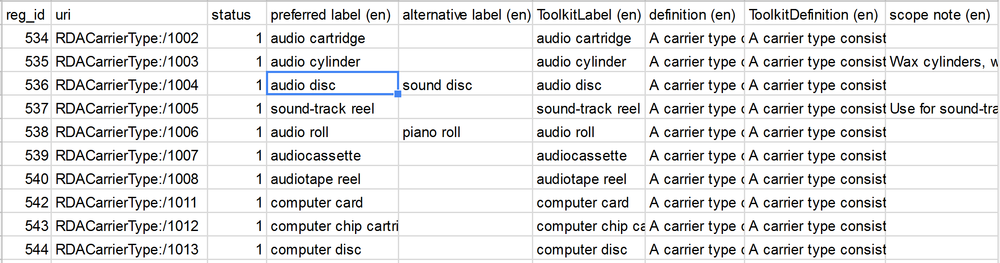 reg_id uri status preferred label (en) alternative label (en) ToolkitLabel (en) definition (en) ToolkitDefinition (en) scope note (en)
534 RDACarrierType:/1002 1 audio cartridge audio cartridge A carrier type A carrier type consist
535 RDACarrierType:/1003 1 audio cylinder audio cylinder A carrier type A carrier type consist Wax cylinders, w
536 RDACarrierType:/1004 1 audio disc sound disc audio disc A carrier type A carrier type consist
537 RDACarrierType:/1005 1 sound-track reel sound-track reel A carrier type A carrier type consist Use for sound-tra
538 RDACarrierType:/1006 1 audio roll piano roll audio roll A carrier type A carrier type consist
539 RDACarrierType:/1007 1 audiocassette audiocassette A carrier type A carrier type consist
540 RDACarrierType:/1008 1 audiotape reel audiotape reel A carrier type A carrier type consist
542 RDACarrierType:/1011 1 computer card computer card A carrier type A carrier type consist
543 RDACarrierType:/1012 1 computer chip cartri computer chip ca A carrier type A carrier type consist
544 RDACarrierType:/1013 1 computer disc computer disc A carrier type A carrier type consist